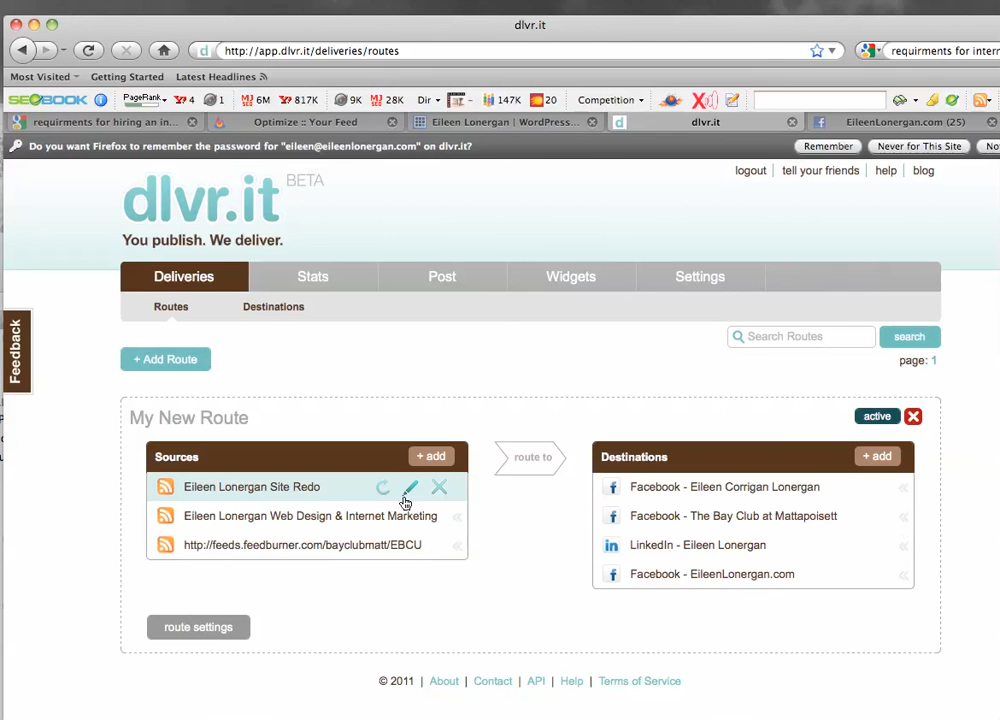 dlvr.it
http://app.dlvr.it/deliveries/routes
requirments for inter
Most Visited Getting Started Latest Headlines
SEOBOOK PageRank 4 1 6M 817K 9K 28K Dir 147K 20 Competition
requirments for hiring an in... Optimize :: Your Feed Eileen Lonergan | WordPress... dlvr.it EileenLonergan.com (25)
Do you want Firefox to remember the password for "eileen@eileenlonergan.com" on dlvr.it? Remember Never for This Site No
logout tell your friends help blog
dlvr.it BETA
You publish. We deliver.
Deliveries Stats Post Widgets Settings
Routes Destinations
Feedback
Search Routes search
+ Add Route
page: 1
My New Route
active
Sources + add
route to
Destinations + add
Eileen Lonergan Site Redo
Eileen Lonergan Web Design & Internet Marketing
http://feeds.feedburner.com/bayclubmatt/EBCU
Facebook - Eileen Corrigan Lonergan
Facebook - The Bay Club at Mattapoisett
LinkedIn - Eileen Lonergan
Facebook - EileenLonergan.com
route settings
© 2011 | About | Contact | API | Help | Terms of Service